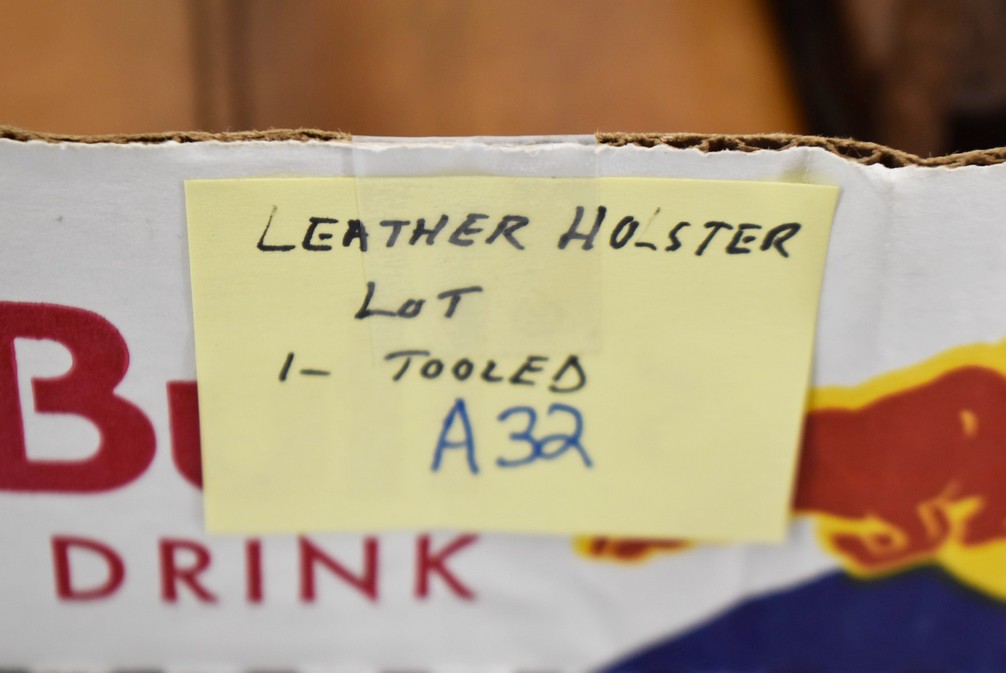 LEATHER HOLSTER
LOT
1- TOOLED
A32
Bu
DRINK